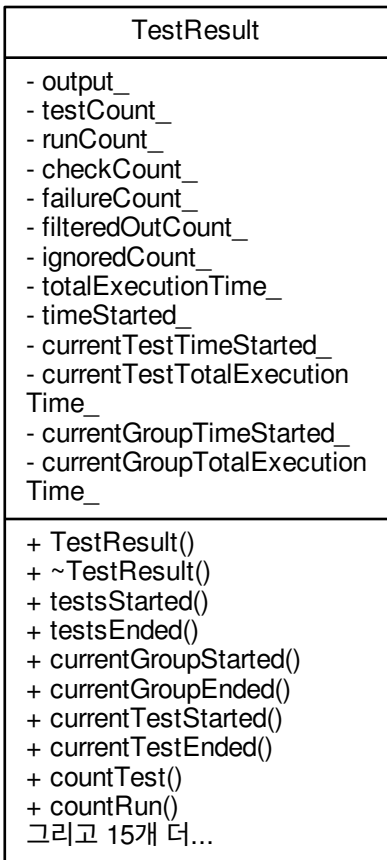 TestResult
- output_
- testCount_
- runCount_
- checkCount_
- failureCount_
- filteredOutCount_
- ignoredCount_
- totalExecutionTime_
- timeStarted_
- currentTestTimeStarted_
- currentTestTotalExecution
Time_
- currentGroupTimeStarted_
- currentGroupTotalExecution
Time_
+ TestResult()
+ ~TestResult()
+ testsStarted()
+ testsEnded()
+ currentGroupStarted()
+ currentGroupEnded()
+ currentTestStarted()
+ currentTestEnded()
+ countTest()
+ countRun()
그리고 15개 더...